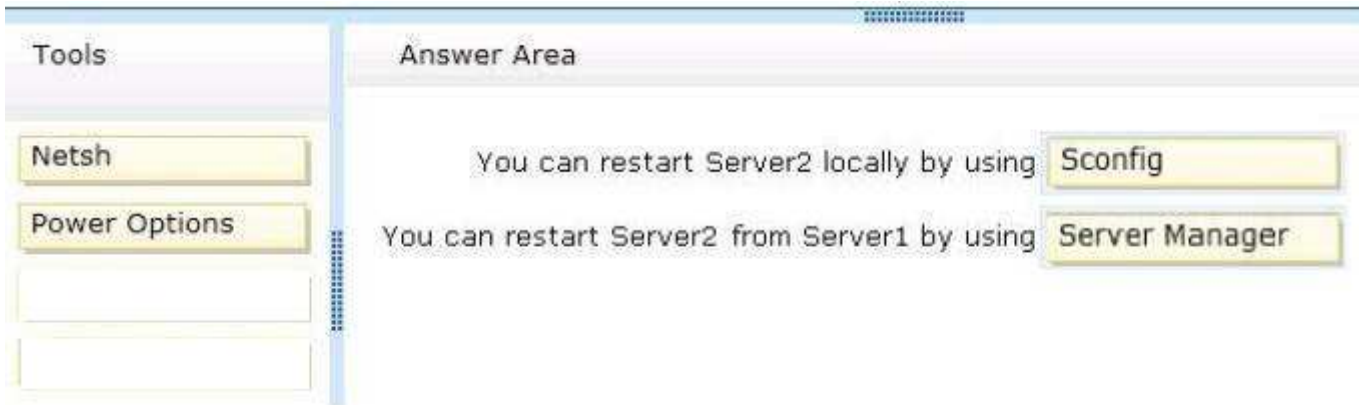 Tools
Answer Area
Netsh
Power Options
You can restart Server2 locally by using Sconfig
You can restart Server2 from Server1 by using Server Manager